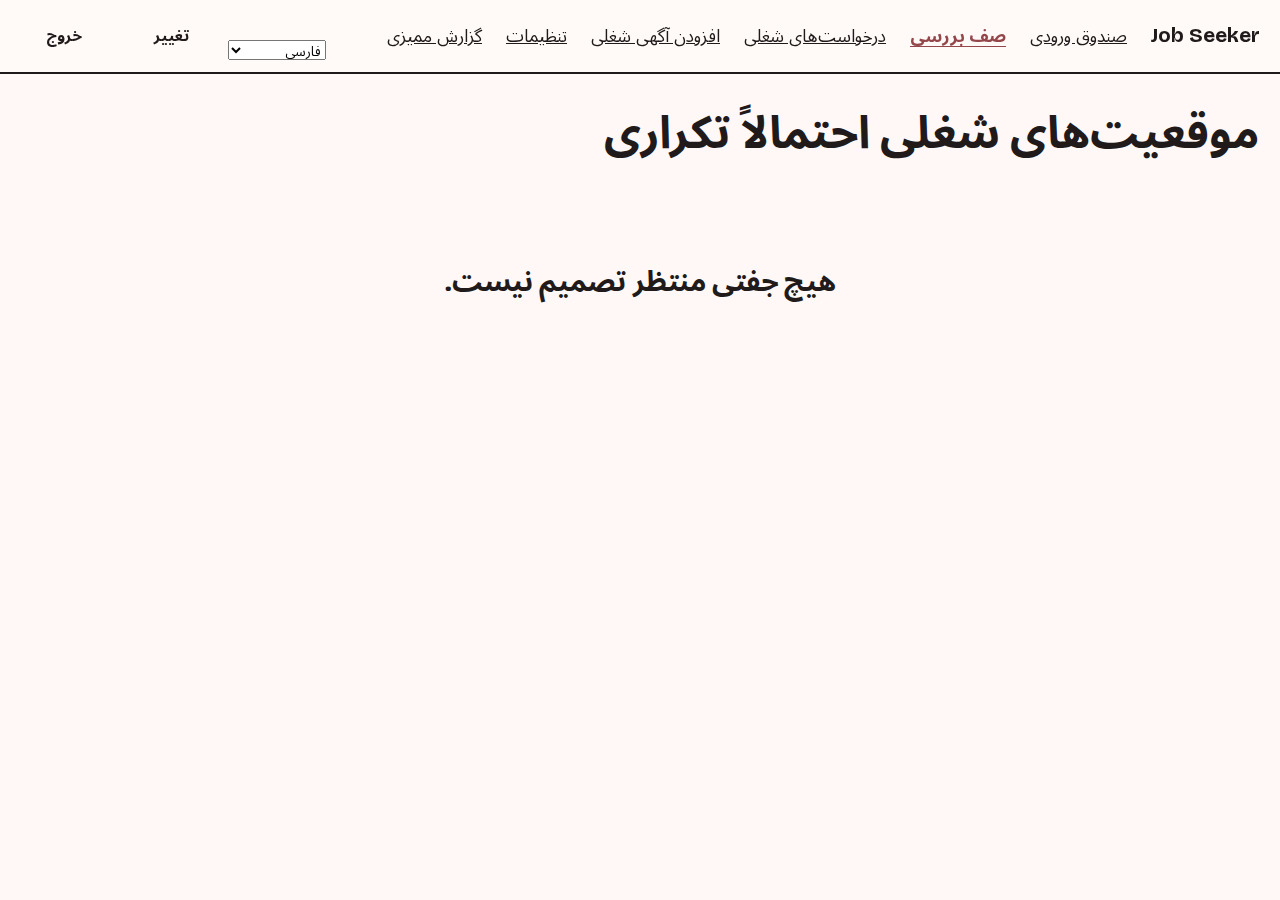 Job Seeker صندوق ورودی صف بررسی درخواست‌های شغلی افزودن آگهی شغلی تنظیمات گزارش ممیزی فارسی تغییر خروج
موقعیت‌های شغلی احتمالاً تکراری
هیچ جفتی منتظر تصمیم نیست.